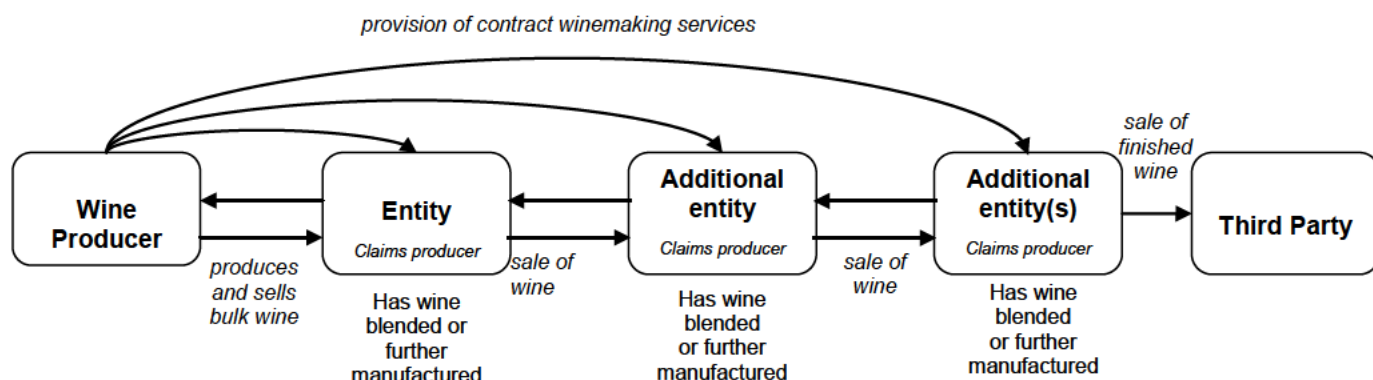 provision of contract winemaking services
Wine
Producer
Entity
Claims producer
Additional
entity
Claims producer
Additional
entity(s)
Claims producer
sale of
finished
wine
Third Party
produces
and sells
bulk wine
Has wine
blended or
further
manufactured
sale of
wine
Has wine
blended
or further
manufactured
sale of
wine
Has wine
blended
or further
manufactured